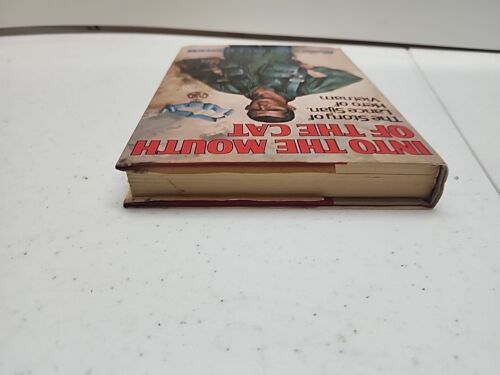 INTO THE MOUTH
OF THE CAT
The Story of
Lance Sijan,
Hero of
Vietnam